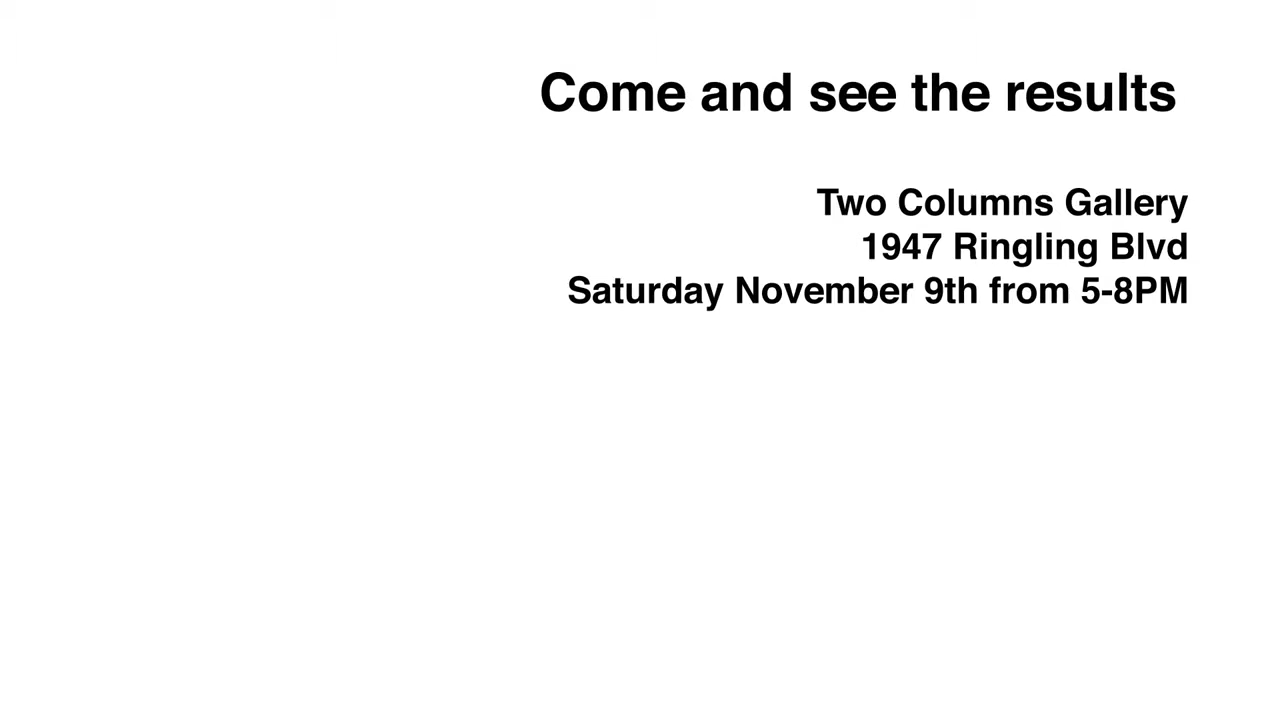 Come and see the results
Two Columns Gallery
1947 Ringling Blvd
Saturday November 9th from 5-8PM